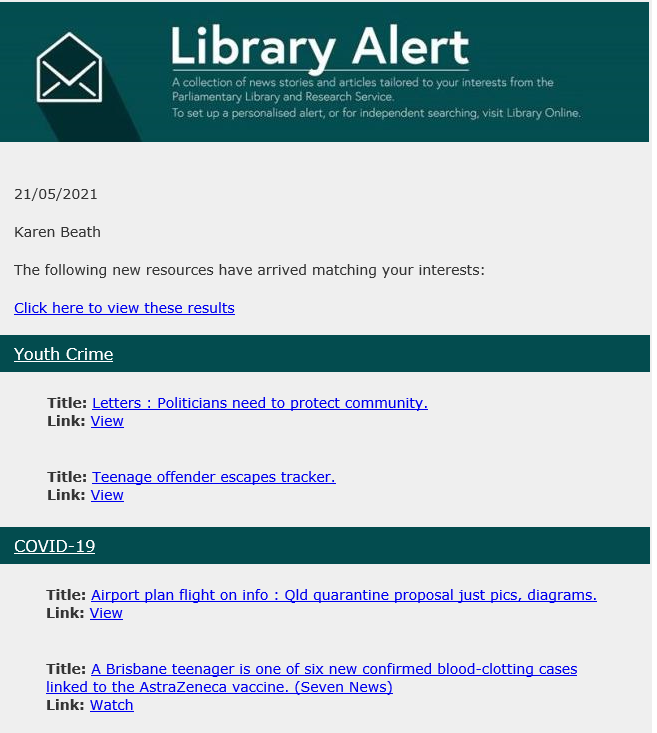 Library Alert
A collection of news stories and articles tailored to your interests from the
Parliamentary Library and Research Service.
To set up a personalised alert, or for independent searching, visit Library Online.
21/05/2021
Karen Beath
The following new resources have arrived matching your interests:
Click here to view these results
Youth Crime
Title: Letters : Politicians need to protect community.
Link: View
Title: Teenage offender escapes tracker.
Link: View
COVID-19
Title: Airport plan flight on info : Qld quarantine proposal just pics, diagrams.
Link: View
Title: A Brisbane teenager is one of six new confirmed blood-clotting cases
linked to the AstraZeneca vaccine. (Seven News)
Link: Watch